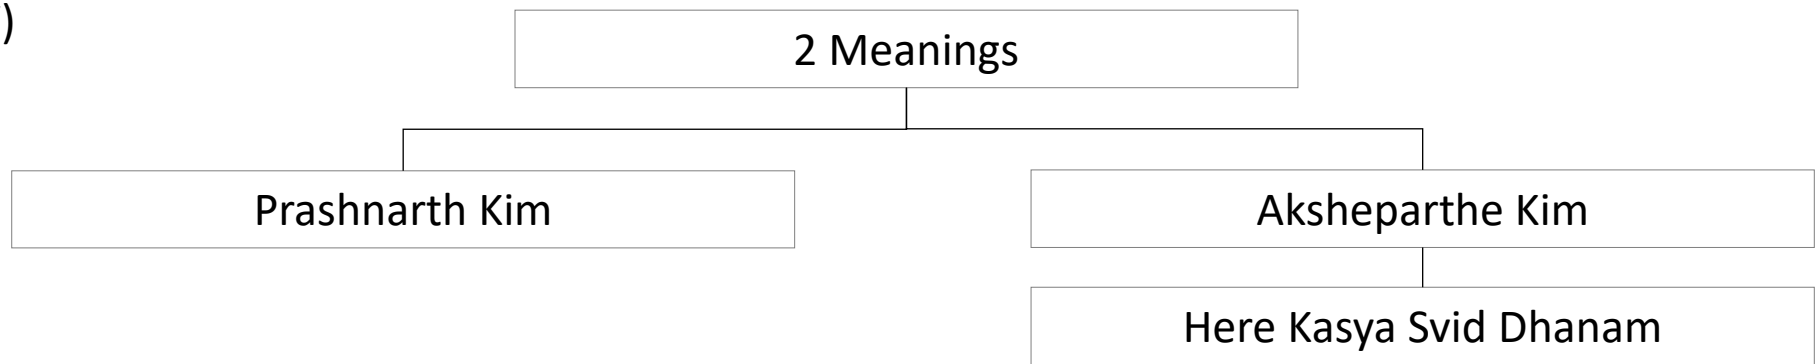 )
2 Meanings
Prashnarth Kim
Aksheparthe Kim
Here Kasya Svid Dhanam